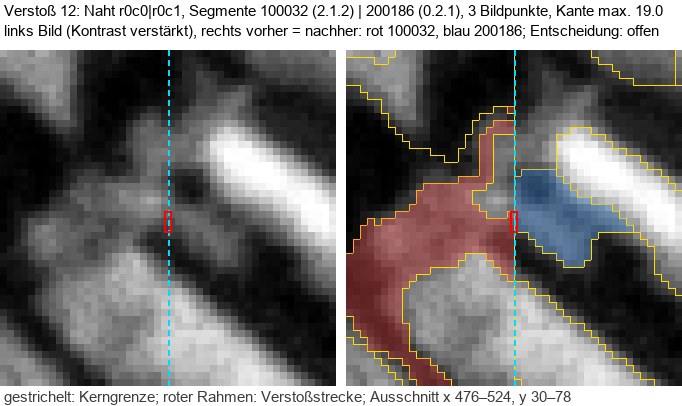 Verstoß 12: Naht r0c0|r0c1, Segmente 100032 (2.1.2) | 200186 (0.2.1), 3 Bildpunkte, Kante max. 19.0
links Bild (Kontrast verstärkt), rechts vorher = nachher: rot 100032, blau 200186; Entscheidung: offen
gestrichelt: Kerngrenze; roter Rahmen: Verstoßstrecke; Ausschnitt x 476–524, y 30–78